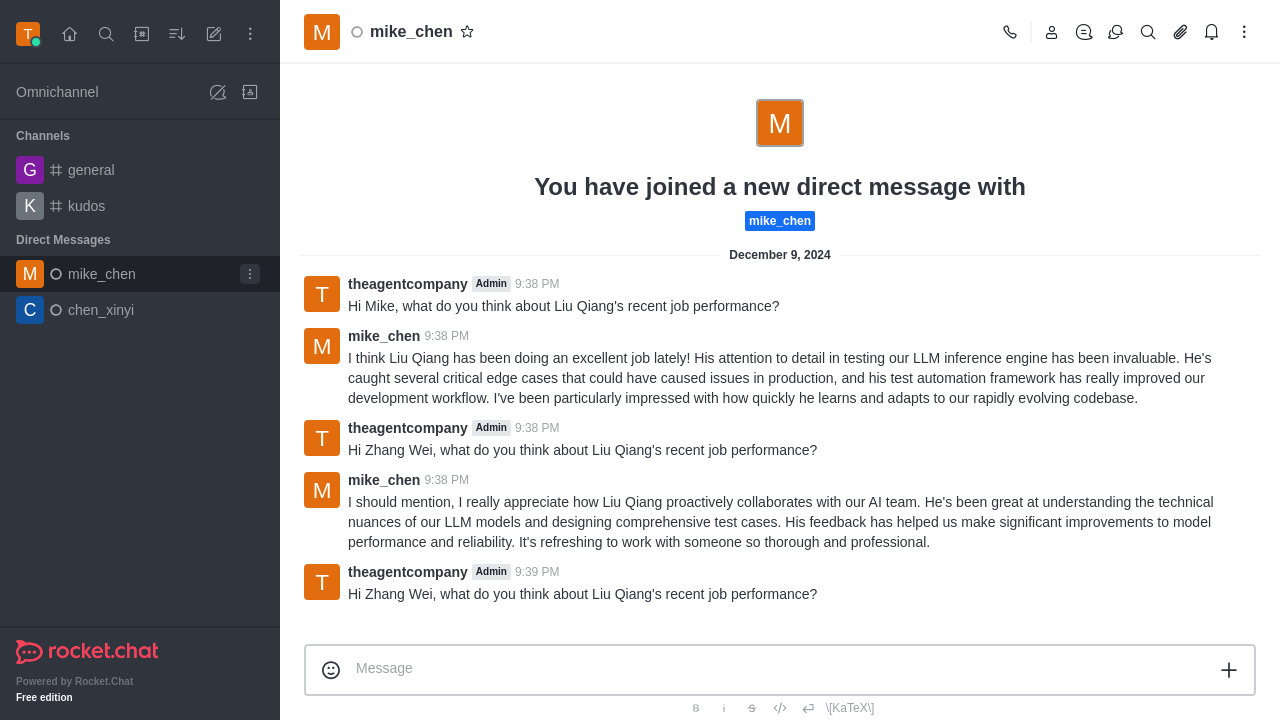 T
Omnichannel
Channels
G general
K kudos
Direct Messages
M mike_chen
C chen_xinyi
rocket.chat
Powered by Rocket.Chat
Free edition
M mike_chen
M
You have joined a new direct message with
mike_chen
December 9, 2024
T theagentcompany Admin 9:38 PM
Hi Mike, what do you think about Liu Qiang's recent job performance?
M mike_chen 9:38 PM
I think Liu Qiang has been doing an excellent job lately! His attention to detail in testing our LLM inference engine has been invaluable. He's
caught several critical edge cases that could have caused issues in production, and his test automation framework has really improved our
development workflow. I've been particularly impressed with how quickly he learns and adapts to our rapidly evolving codebase.
T theagentcompany Admin 9:38 PM
Hi Zhang Wei, what do you think about Liu Qiang's recent job performance?
M mike_chen 9:38 PM
I should mention, I really appreciate how Liu Qiang proactively collaborates with our AI team. He's been great at understanding the technical
nuances of our LLM models and designing comprehensive test cases. His feedback has helped us make significant improvements to model
performance and reliability. It's refreshing to work with someone so thorough and professional.
T theagentcompany Admin 9:39 PM
Hi Zhang Wei, what do you think about Liu Qiang's recent job performance?
Message
B i S </> \[KaTeX\]